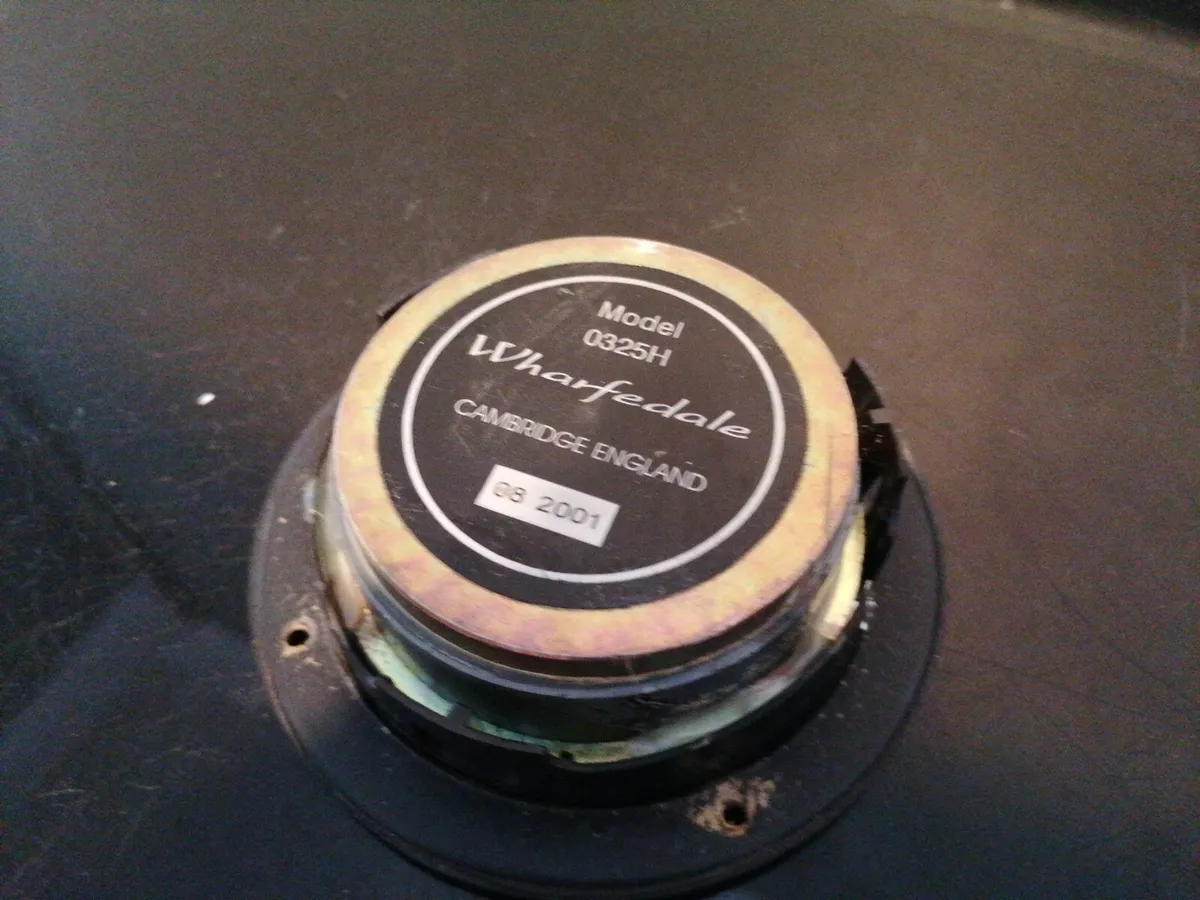 Model
0325H
Wharfedale
CAMBRIDGE ENGLAND
08 2001